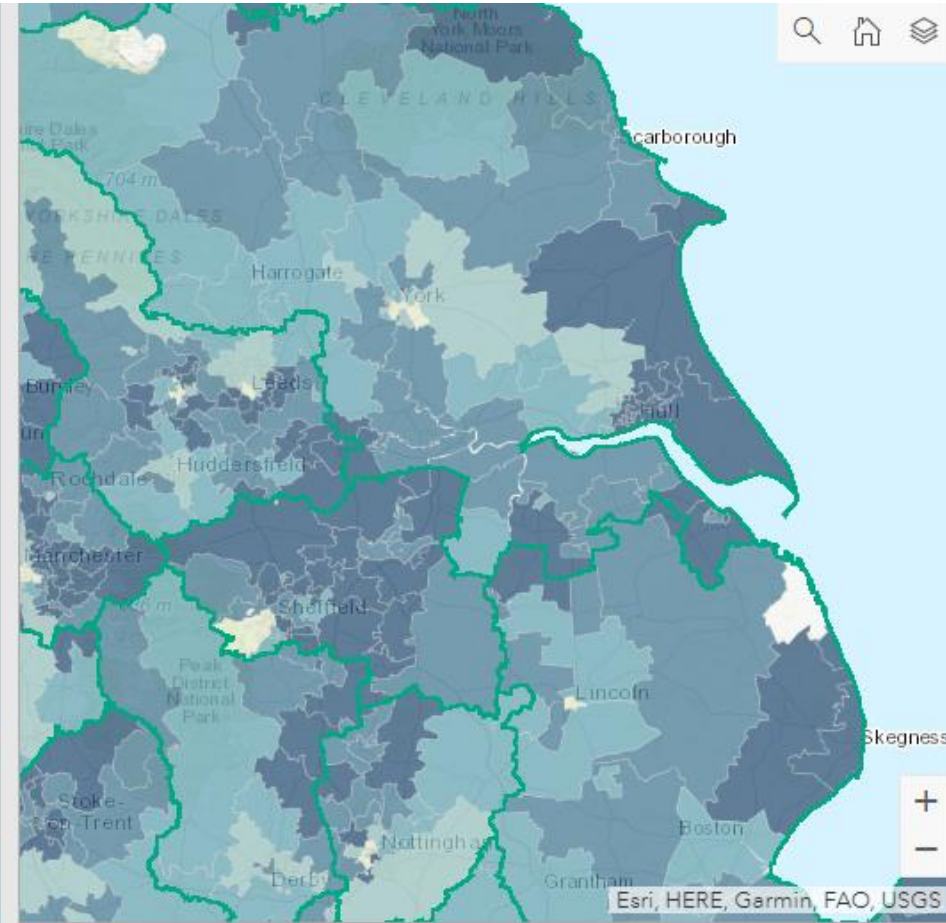 North
York Moors
National Park
CLEVELAND HILLS
Scarborough
704 m
YORKSHIRE DALES
Harrogate
York
Leeds
Hull
Huddersfield
Rochdale
Manchester
Sheffield
Peak
District
National
Park
Lincoln
Skegness
Stoke-
on-Trent
Nottingha
Derby
Boston
Grantham
+
−
Esri, HERE, Garmin, FAO, USGS